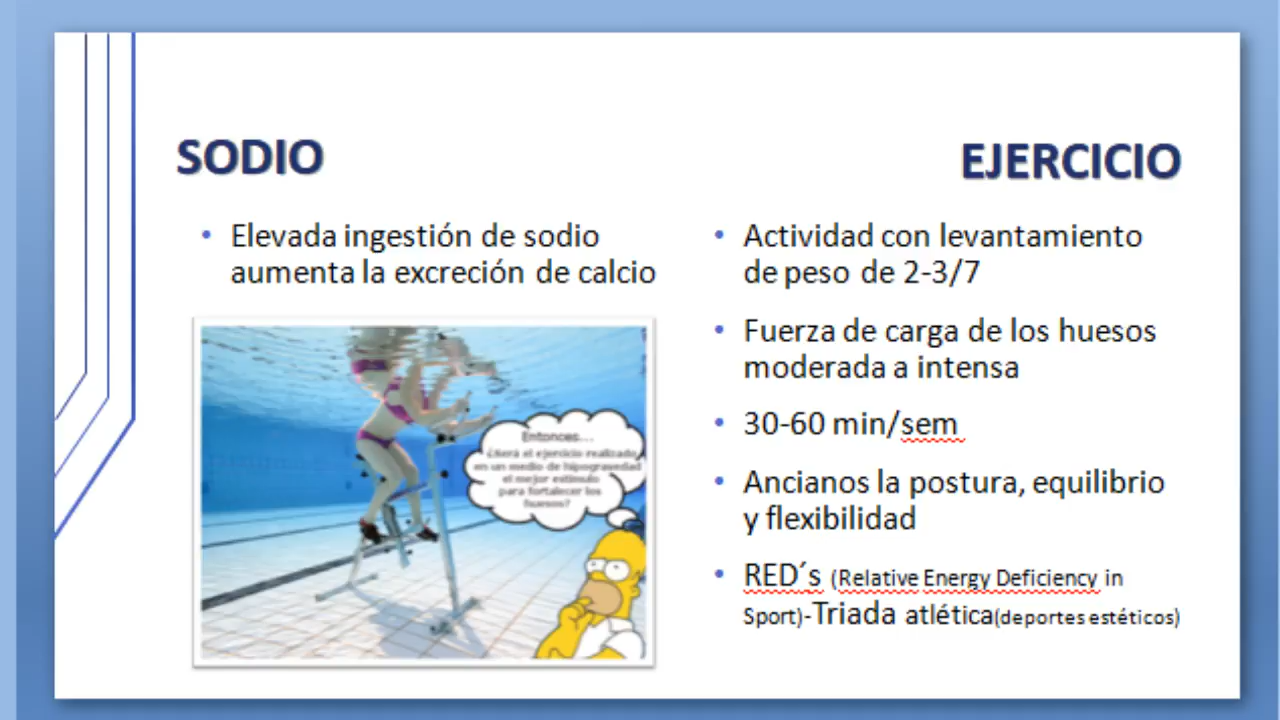 SODIO
Elevada ingestión de sodio
aumenta la excreción de calcio
Entonces...
¿Será el ejercicio realizado
en un medio de hipogravedad
el mejor estímulo
para fortalecer los
huesos?
EJERCICIO
Actividad con levantamiento
de peso de 2-3/7
Fuerza de carga de los huesos
moderada a intensa
30-60 min/sem
Ancianos la postura, equilibrio
y flexibilidad
RED´s (Relative Energy Deficiency in
Sport)-Triada atlética(deportes estéticos)